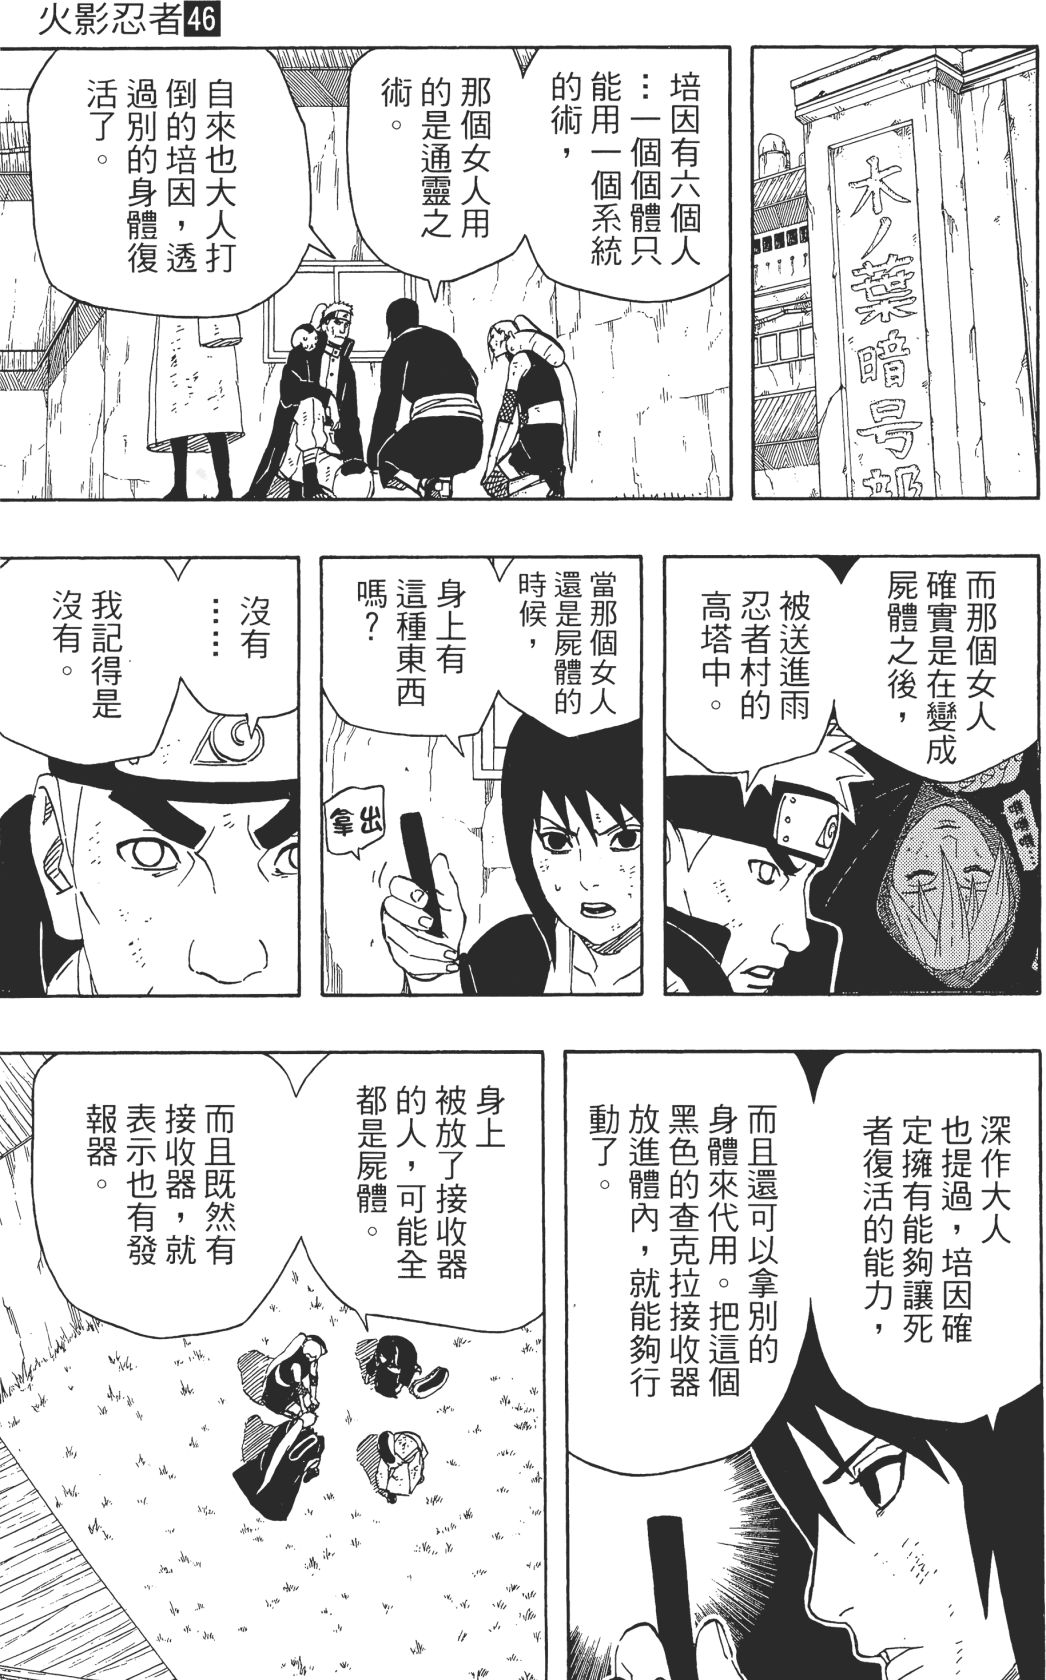 火影忍者46
木ノ葉暗号部
培因有六個人
…一個個體只
能用一個系統
的術，
那個女人用
的是通靈之
術。
自來也大人打
倒的培因，透
過別的身體復
活了。
而那個女人
確實是在變成
屍體之後，
被送進雨
忍者村的
高塔中。
當那個女人
還是屍體的
時候，
身上有
這種東西
嗎？
拿出
沒有
……
我記得是
沒有。
深作大人
也提過，培因確
定擁有能夠讓死
者復活的能力，
而且還可以拿別的
身體來代用。把這個
黑色的查克拉接收器
放進體內，就能夠行
動了。
身上
被放了接收器
的人，可能全
都是屍體。
而且既然有
接收器，就
表示也有發
報器。